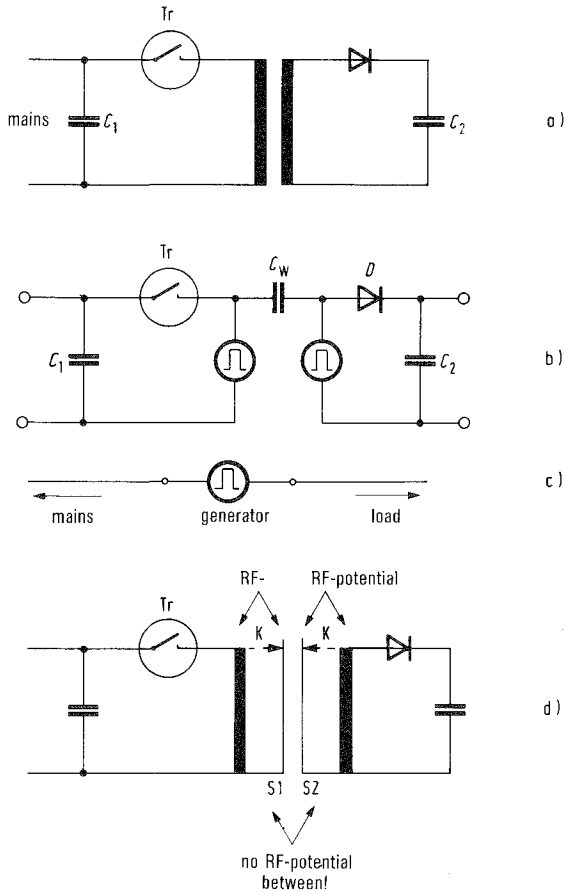 Tr
mains
C1
C2
a)
Tr
CW
D
C1
C2
b)
c)
mains
generator
load
RF-
RF-potential
Tr
K
K
d)
S1
S2
no RF-potential
between!